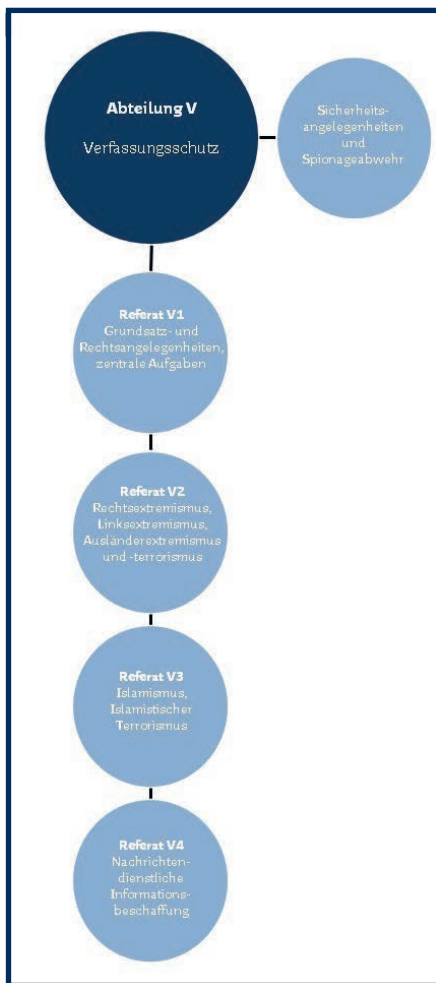 Abteilung V
Verfassungsschutz
Sicherheits-
angelegenheiten
und
Spionageabwehr
Referat V1
Grundsatz- und
Rechtsangelegenheiten,
zentrale Aufgaben
Referat V2
Rechtsextremismus,
Linksextremismus,
Ausländerextremismus
und -terrorismus
Referat V3
Islamismus,
Islamistischer
Terrorismus
Referat V4
Nachrichten-
dienstliche
Informations-
beschaffung